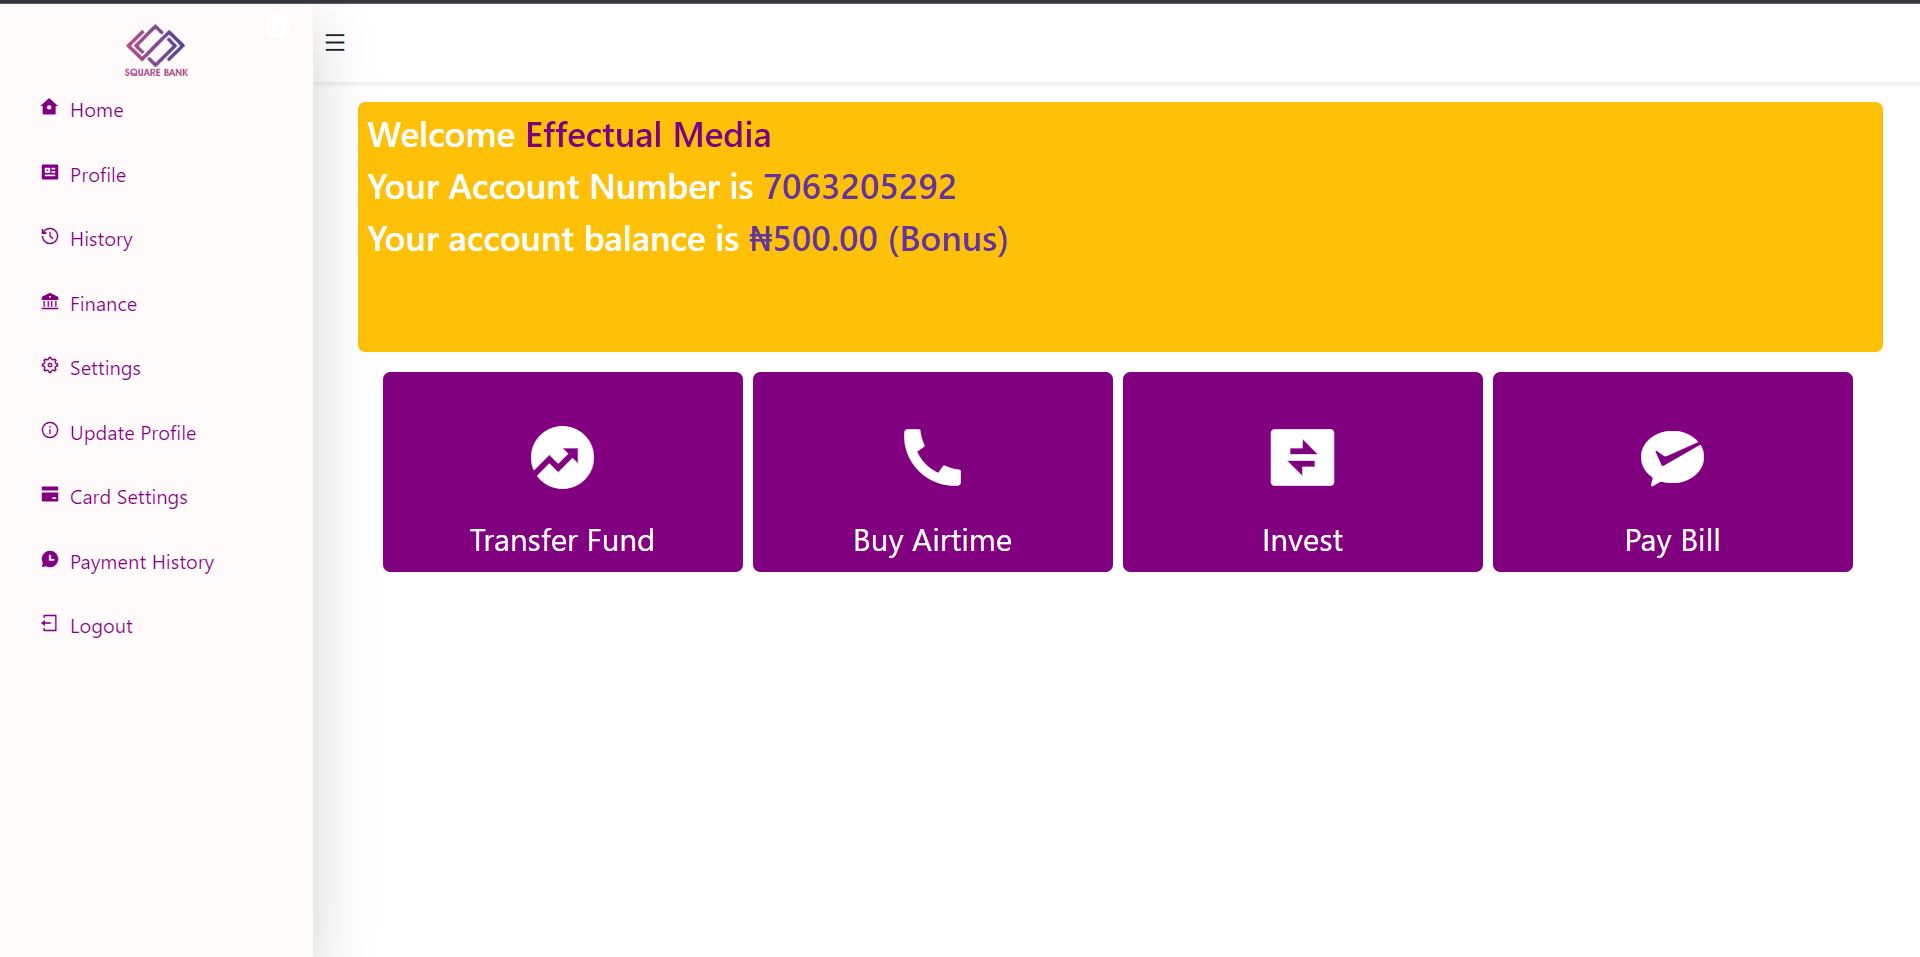 SQUARE BANK
Home
Profile
History
Finance
Settings
Update Profile
Card Settings
Payment History
Logout
Welcome Effectual Media
Your Account Number is 7063205292
Your account balance is ₦500.00 (Bonus)
Transfer Fund
Buy Airtime
Invest
Pay Bill